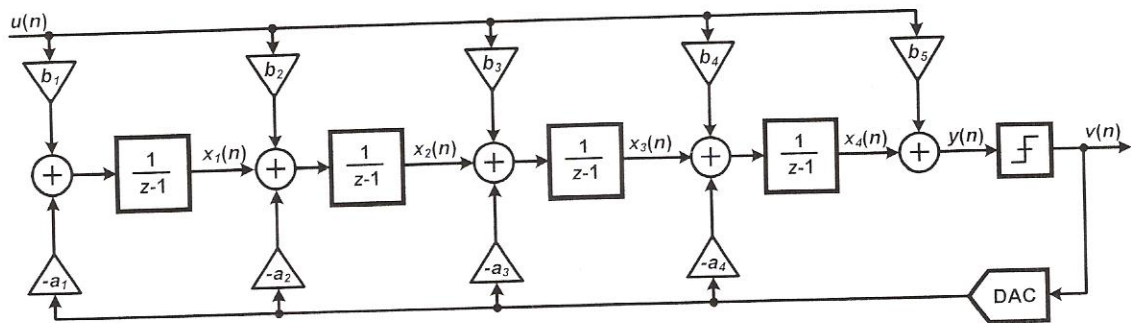 u(n)
b₁
b₂
b₃
b₄
b₅
1
z-1
x₁(n)
1
z-1
x₂(n)
1
z-1
x₃(n)
1
z-1
x₄(n)
y(n)
v(n)
-a₁
-a₂
-a₃
-a₄
DAC